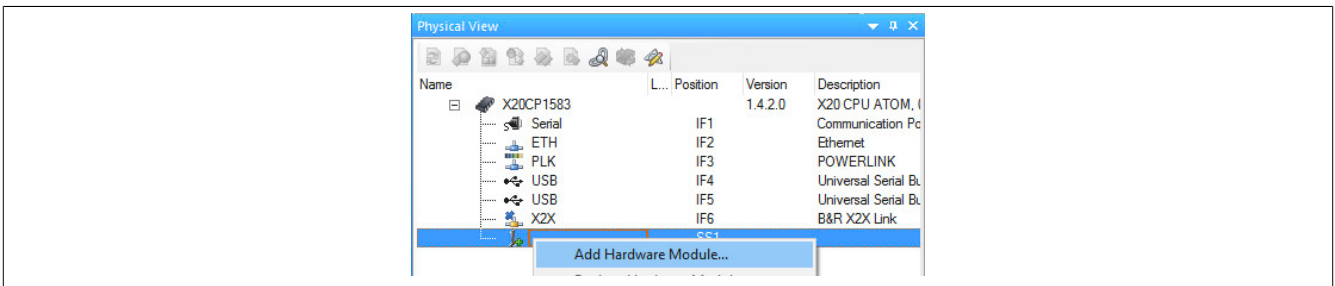 Physical View
Name L... Position Version Description
X20CP1583 1.4.2.0 X20 CPU ATOM, (
Serial IF1 Communication Po
ETH IF2 Ethernet
PLK IF3 POWERLINK
USB IF4 Universal Serial Bu
USB IF5 Universal Serial Bu
X2X IF6 B&R X2X Link
SS1
Add Hardware Module...